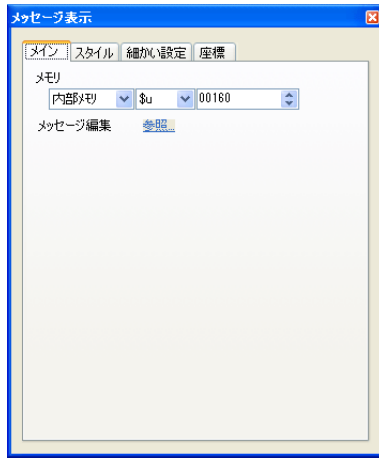 メッセージ表示
メイン スタイル 細かい設定 座標
メモリ
内部メモリ $u 00160
メッセージ編集 参照...